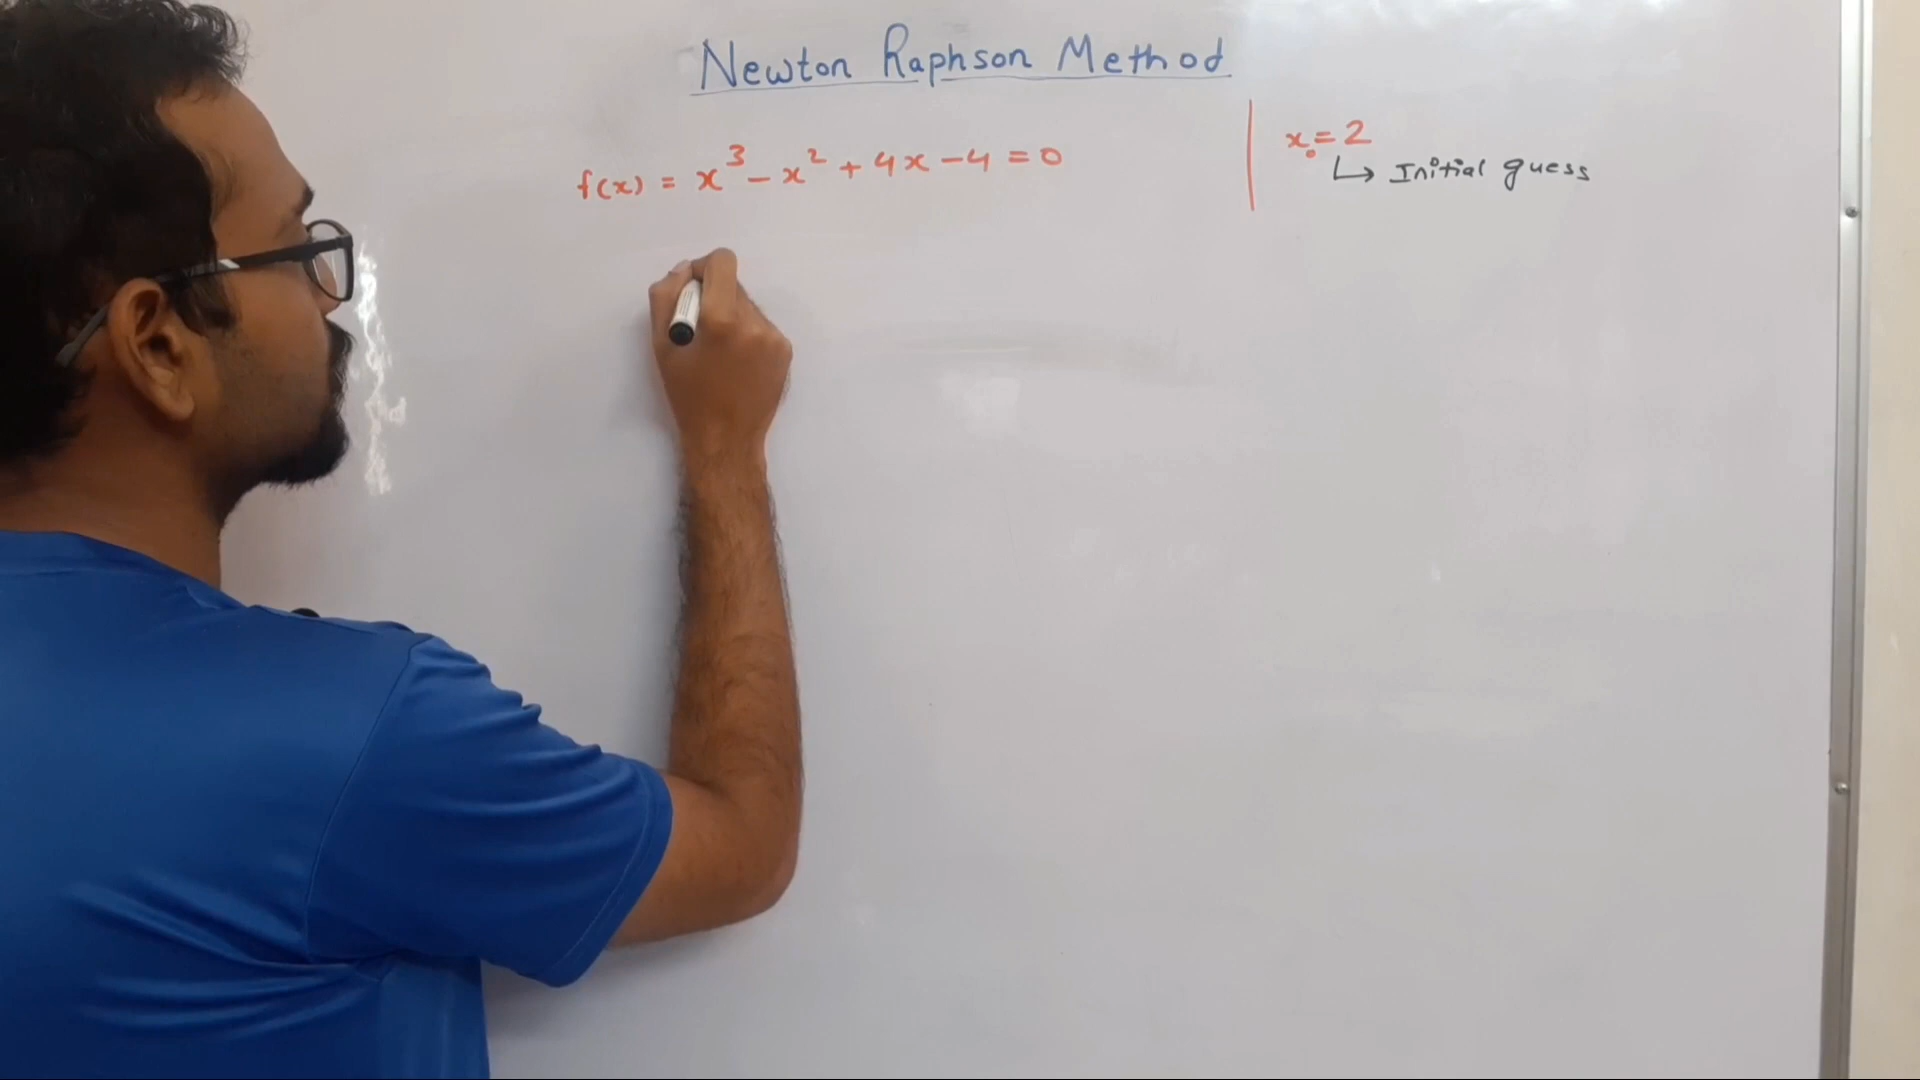 Newton Raphson Method
f(x) = x³ - x² + 4x - 4 = 0
x₀ = 2
↳ Initial guess